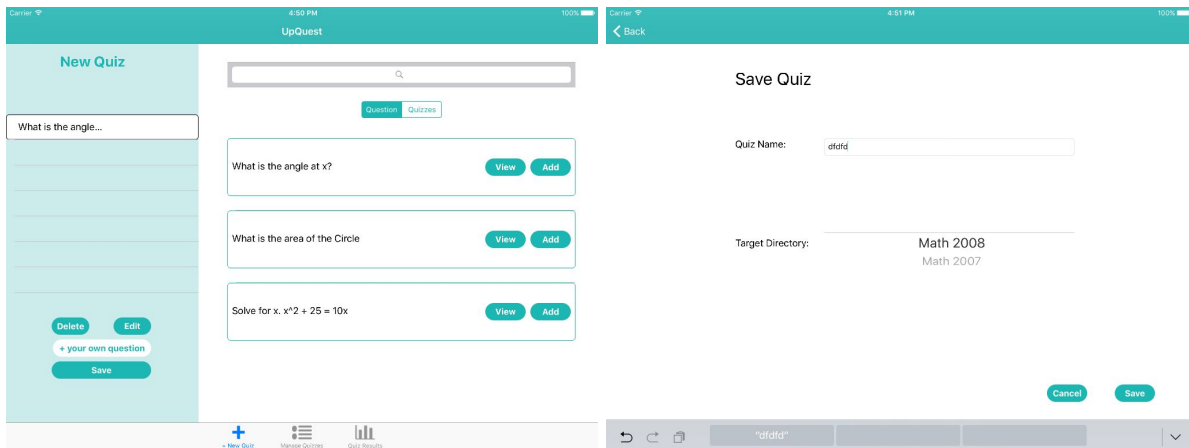 Carrier
4:50 PM
100%
UpQuest
New Quiz
What is the angle...
Question Quizzes
What is the angle at x?
View Add
What is the area of the Circle
View Add
Solve for x. x^2 + 25 = 10x
View Add
Delete Edit
+ your own question
Save
+ New Quiz Manage Quizzes Quiz Results
Carrier
4:51 PM
100%
Back
Save Quiz
Quiz Name: dfdfd
Target Directory: Math 2008
Math 2007
Cancel Save
"dfdfd"